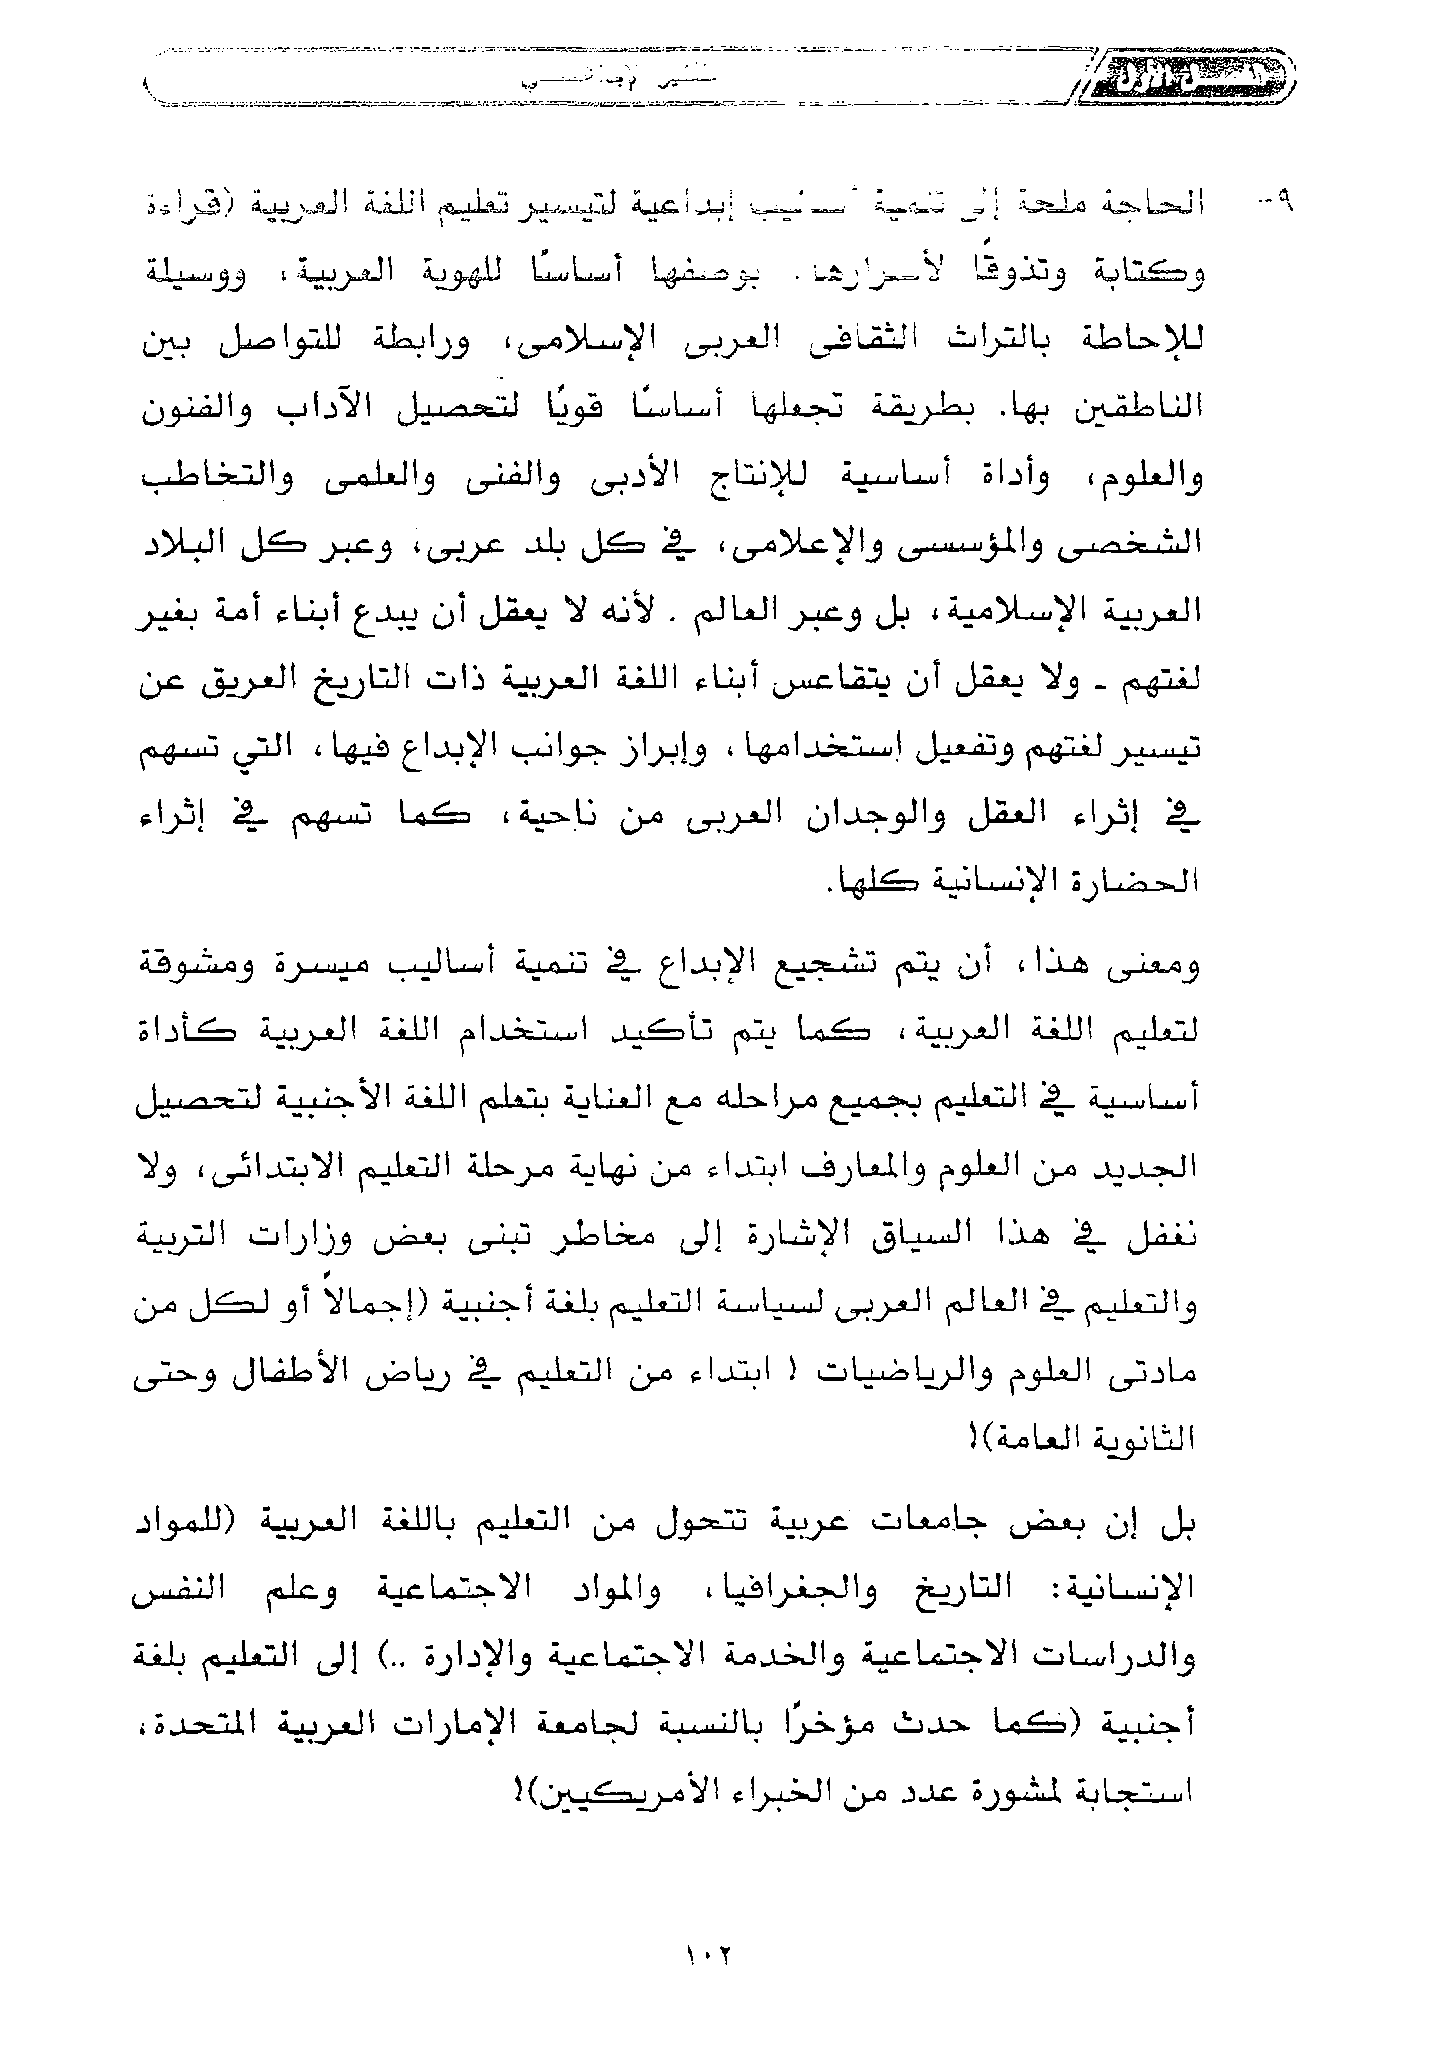 الفصل الأول
٩- الحاجة ملحة إلى تنمية أساليب إبداعية لتيسير تعليم اللغة العربية (قراءة
وكتابة وتذوقًا لأسرارها. بوصفها أساسًا للهوية العربية، ووسيلة
للإحاطة بالتراث الثقافى العربى الإسلامى، ورابطة للتواصل بين
الناطقين بها. بطريقة تجعلها أساسًا قويًا لتحصيل الآداب والفنون
والعلوم، وأداة أساسية للإنتاج الأدبى والفنى والعلمى والتخاطب
الشخصى والمؤسسى والإعلامى، في كل بلد عربى، وعبر كل البلاد
العربية الإسلامية، بل وعبر العالم . لأنه لا يعقل أن يبدع أبناء أمة بغير
لغتهم - ولا يعقل أن يتقاعس أبناء اللغة العربية ذات التاريخ العريق عن
تيسير لغتهم وتفعيل إستخدامها، وإبراز جوانب الإبداع فيها، التي تسهم
في إثراء العقل والوجدان العربى من ناحية، كما تسهم في إثراء
الحضارة الإنسانية كلها.
ومعنى هذا، أن يتم تشجيع الإبداع في تنمية أساليب ميسرة ومشوقة
لتعليم اللغة العربية، كما يتم تأكيد استخدام اللغة العربية كأداة
أساسية في التعليم بجميع مراحله مع العناية بتعلم اللغة الأجنبية لتحصيل
الجديد من العلوم والمعارف ابتداء من نهاية مرحلة التعليم الابتدائى، ولا
نغفل في هذا السياق الإشارة إلى مخاطر تبنى بعض وزارات التربية
والتعليم في العالم العربى لسياسة التعليم بلغة أجنبية (إجمالاً أو لكل من
مادتى العلوم والرياضيات ( ابتداء من التعليم في رياض الأطفال وحتى
الثانوية العامة)!
بل إن بعض جامعات عربية تتحول من التعليم باللغة العربية (للمواد
الإنسانية: التاريخ والجغرافيا، والمواد الاجتماعية وعلم النفس
والدراسات الاجتماعية والخدمة الاجتماعية والإدارة ..) إلى التعليم بلغة
أجنبية (كما حدث مؤخرًا بالنسبة لجامعة الإمارات العربية المتحدة،
استجابة لمشورة عدد من الخبراء الأمريكيين)!
١٠٢